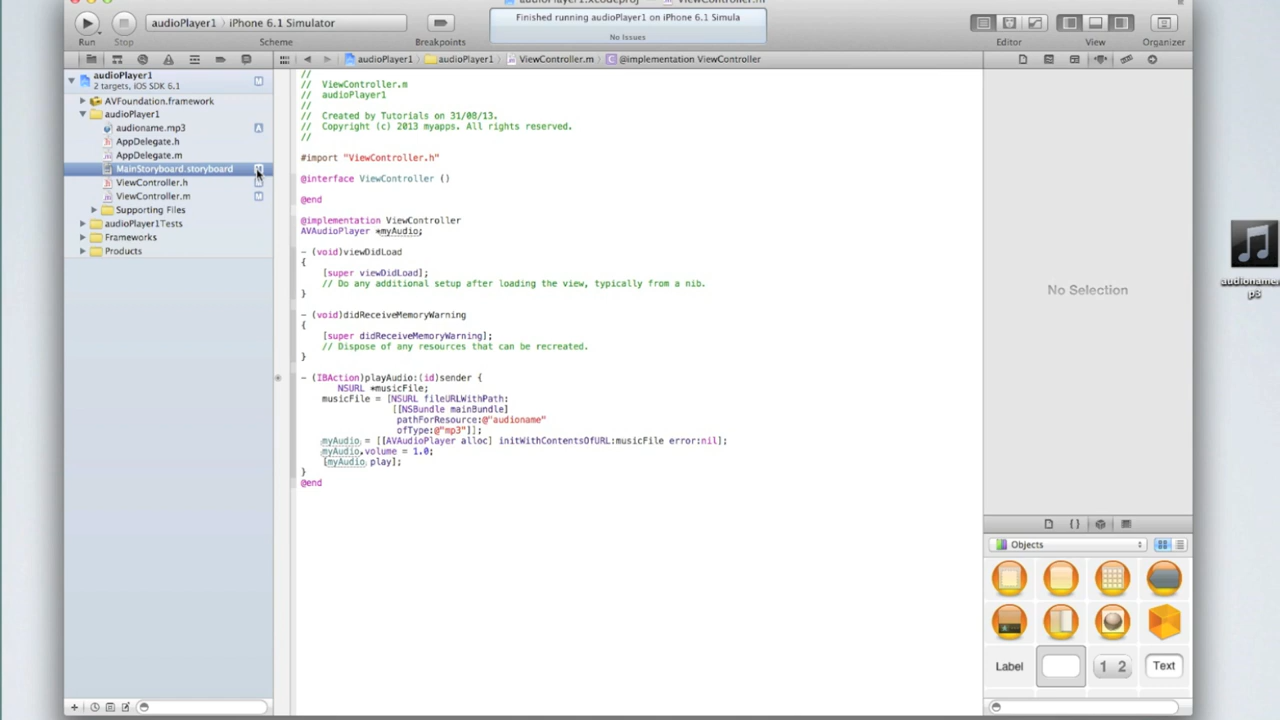 audioPlayer1 > iPhone 6.1 Simulator
Finished running audioPlayer1 on iPhone 6.1 Simula
No Issues
Run
Stop
Scheme
Breakpoints
Editor
View
Organizer
audioPlayer1
2 targets, iOS SDK 6.1
M
AVFoundation.framework
audioPlayer1
audioname.mp3
A
AppDelegate.h
AppDelegate.m
MainStoryboard.storyboard
ViewController.h
ViewController.m
M
Supporting Files
audioPlayer1Tests
Frameworks
Products
audioPlayer1
audioPlayer1
ViewController.m
@implementation ViewController
//
// ViewController.m
// audioPlayer1
//
// Created by Tutorials on 31/08/13.
// Copyright (c) 2013 myapps. All rights reserved.
//
#import "ViewController.h"
@interface ViewController ()
@end
@implementation ViewController
AVAudioPlayer *myAudio;
- (void)viewDidLoad
{
[super viewDidLoad];
// Do any additional setup after loading the view, typically from a nib.
}
- (void)didReceiveMemoryWarning
{
[super didReceiveMemoryWarning];
// Dispose of any resources that can be recreated.
}
- (IBAction)playAudio:(id)sender {
NSURL *musicFile;
musicFile = [NSURL fileURLWithPath:
[[NSBundle mainBundle]
pathForResource:@"audioname"
ofType:@"mp3"]];
myAudio = [[AVAudioPlayer alloc] initWithContentsOfURL:musicFile error:nil];
myAudio.volume = 1.0;
[myAudio play];
}
@end
No Selection
{}
Objects
Label
1 2
Text
audioname
p3